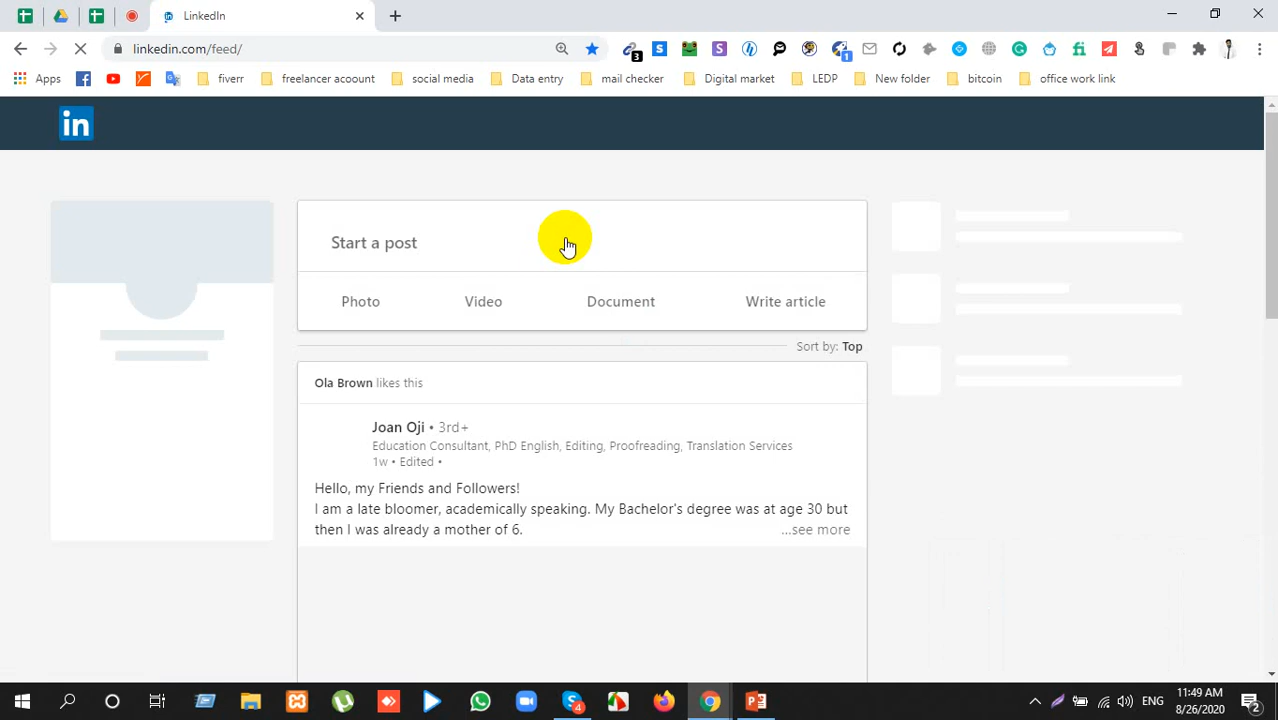 LinkedIn
linkedin.com/feed/
3
1
Apps
fiverr
freelancer acoount
social media
Data entry
mail checker
Digital market
LEDP
New folder
bitcoin
office work link
in
Start a post
Photo
Video
Document
Write article
Sort by: Top
Ola Brown likes this
Joan Oji • 3rd+
Education Consultant, PhD English, Editing, Proofreading, Translation Services
1w • Edited •
Hello, my Friends and Followers!
I am a late bloomer, academically speaking. My Bachelor's degree was at age 30 but
then I was already a mother of 6.
...see more
4
ENG
11:49 AM
8/26/2020
2